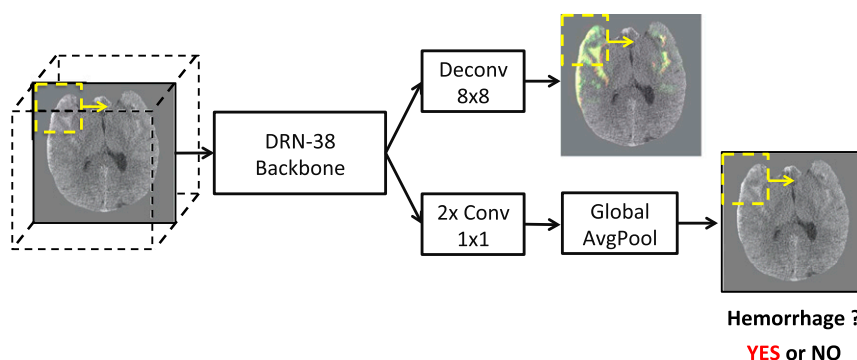 DRN-38
Backbone
Deconv
8x8
2x Conv
1x1
Global
AvgPool
Hemorrhage ?
YES or NO